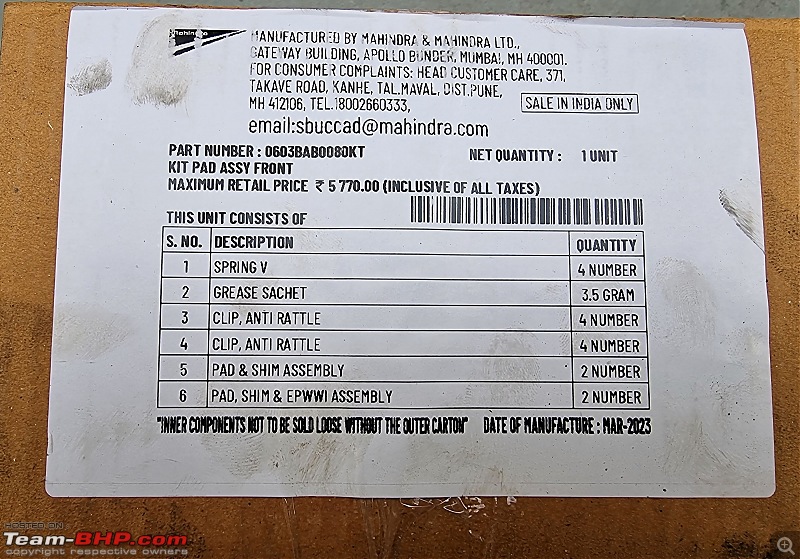 Mahindra
MANUFACTURED BY MAHINDRA & MAHINDRA LTD.,
GATEWAY BUILDING, APOLLO BUNDER, MUMBAI, MH 400001.
FOR CONSUMER COMPLAINTS: HEAD CUSTOMER CARE, 371,
TAKAVE ROAD, KANHE, TAL.MAVAL, DIST.PUNE,
MH 412106, TEL.18002660333,
SALE IN INDIA ONLY
email:sbuccad@mahindra.com
PART NUMBER : 0603BAB0080KT NET QUANTITY : 1 UNIT
KIT PAD ASSY FRONT
MAXIMUM RETAIL PRICE ₹ 5 770.00 (INCLUSIVE OF ALL TAXES)
THIS UNIT CONSISTS OF
S. NO. DESCRIPTION QUANTITY
1 SPRING V 4 NUMBER
2 GREASE SACHET 3.5 GRAM
3 CLIP, ANTI RATTLE 4 NUMBER
4 CLIP, ANTI RATTLE 4 NUMBER
5 PAD & SHIM ASSEMBLY 2 NUMBER
6 PAD, SHIM & EPWWI ASSEMBLY 2 NUMBER
"INNER COMPONENTS NOT TO BE SOLD LOOSE WITHOUT THE OUTER CARTON" DATE OF MANUFACTURE : MAR-2023
HOSTED ON
Team-BHP.com
copyright respective owners